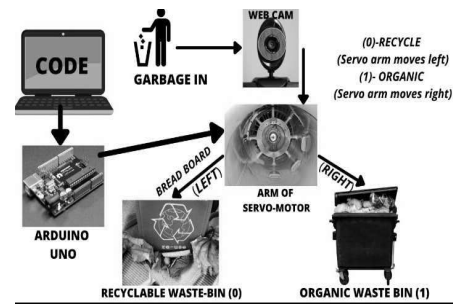 CODE
GARBAGE IN
WEB CAM
(0)-RECYCLE
(Servo arm moves left)
(1)- ORGANIC
(Servo arm moves right)
BREAD BOARD
(LEFT)
(RIGHT)
ARM OF
SERVO-MOTOR
ARDUINO
UNO
RECYCLABLE WASTE-BIN (0)
ORGANIC WASTE BIN (1)